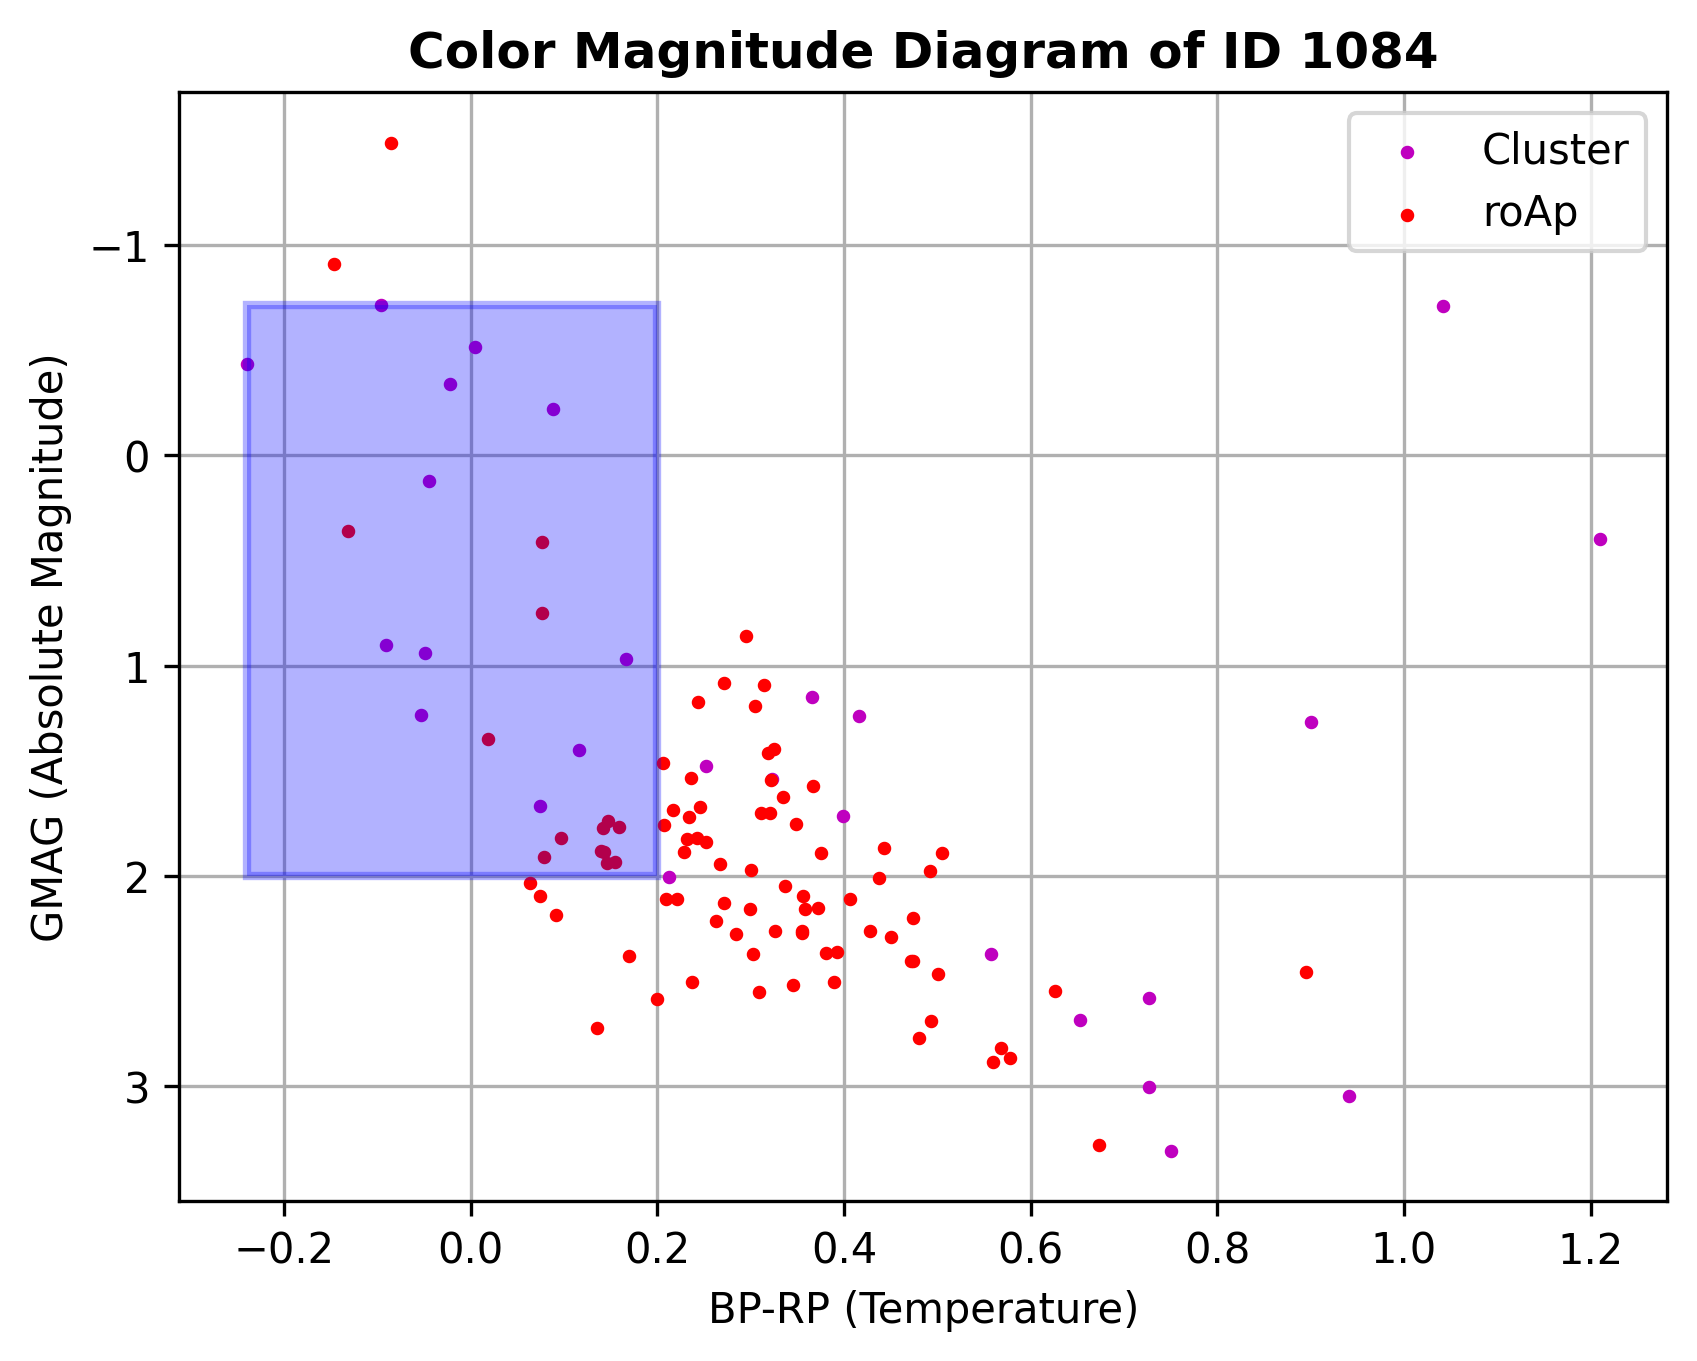 Color Magnitude Diagram of ID 1084
Cluster
roAp
GMAG (Absolute Magnitude)
−1
0
1
2
3
−0.2 0.0 0.2 0.4 0.6 0.8 1.0 1.2
BP-RP (Temperature)